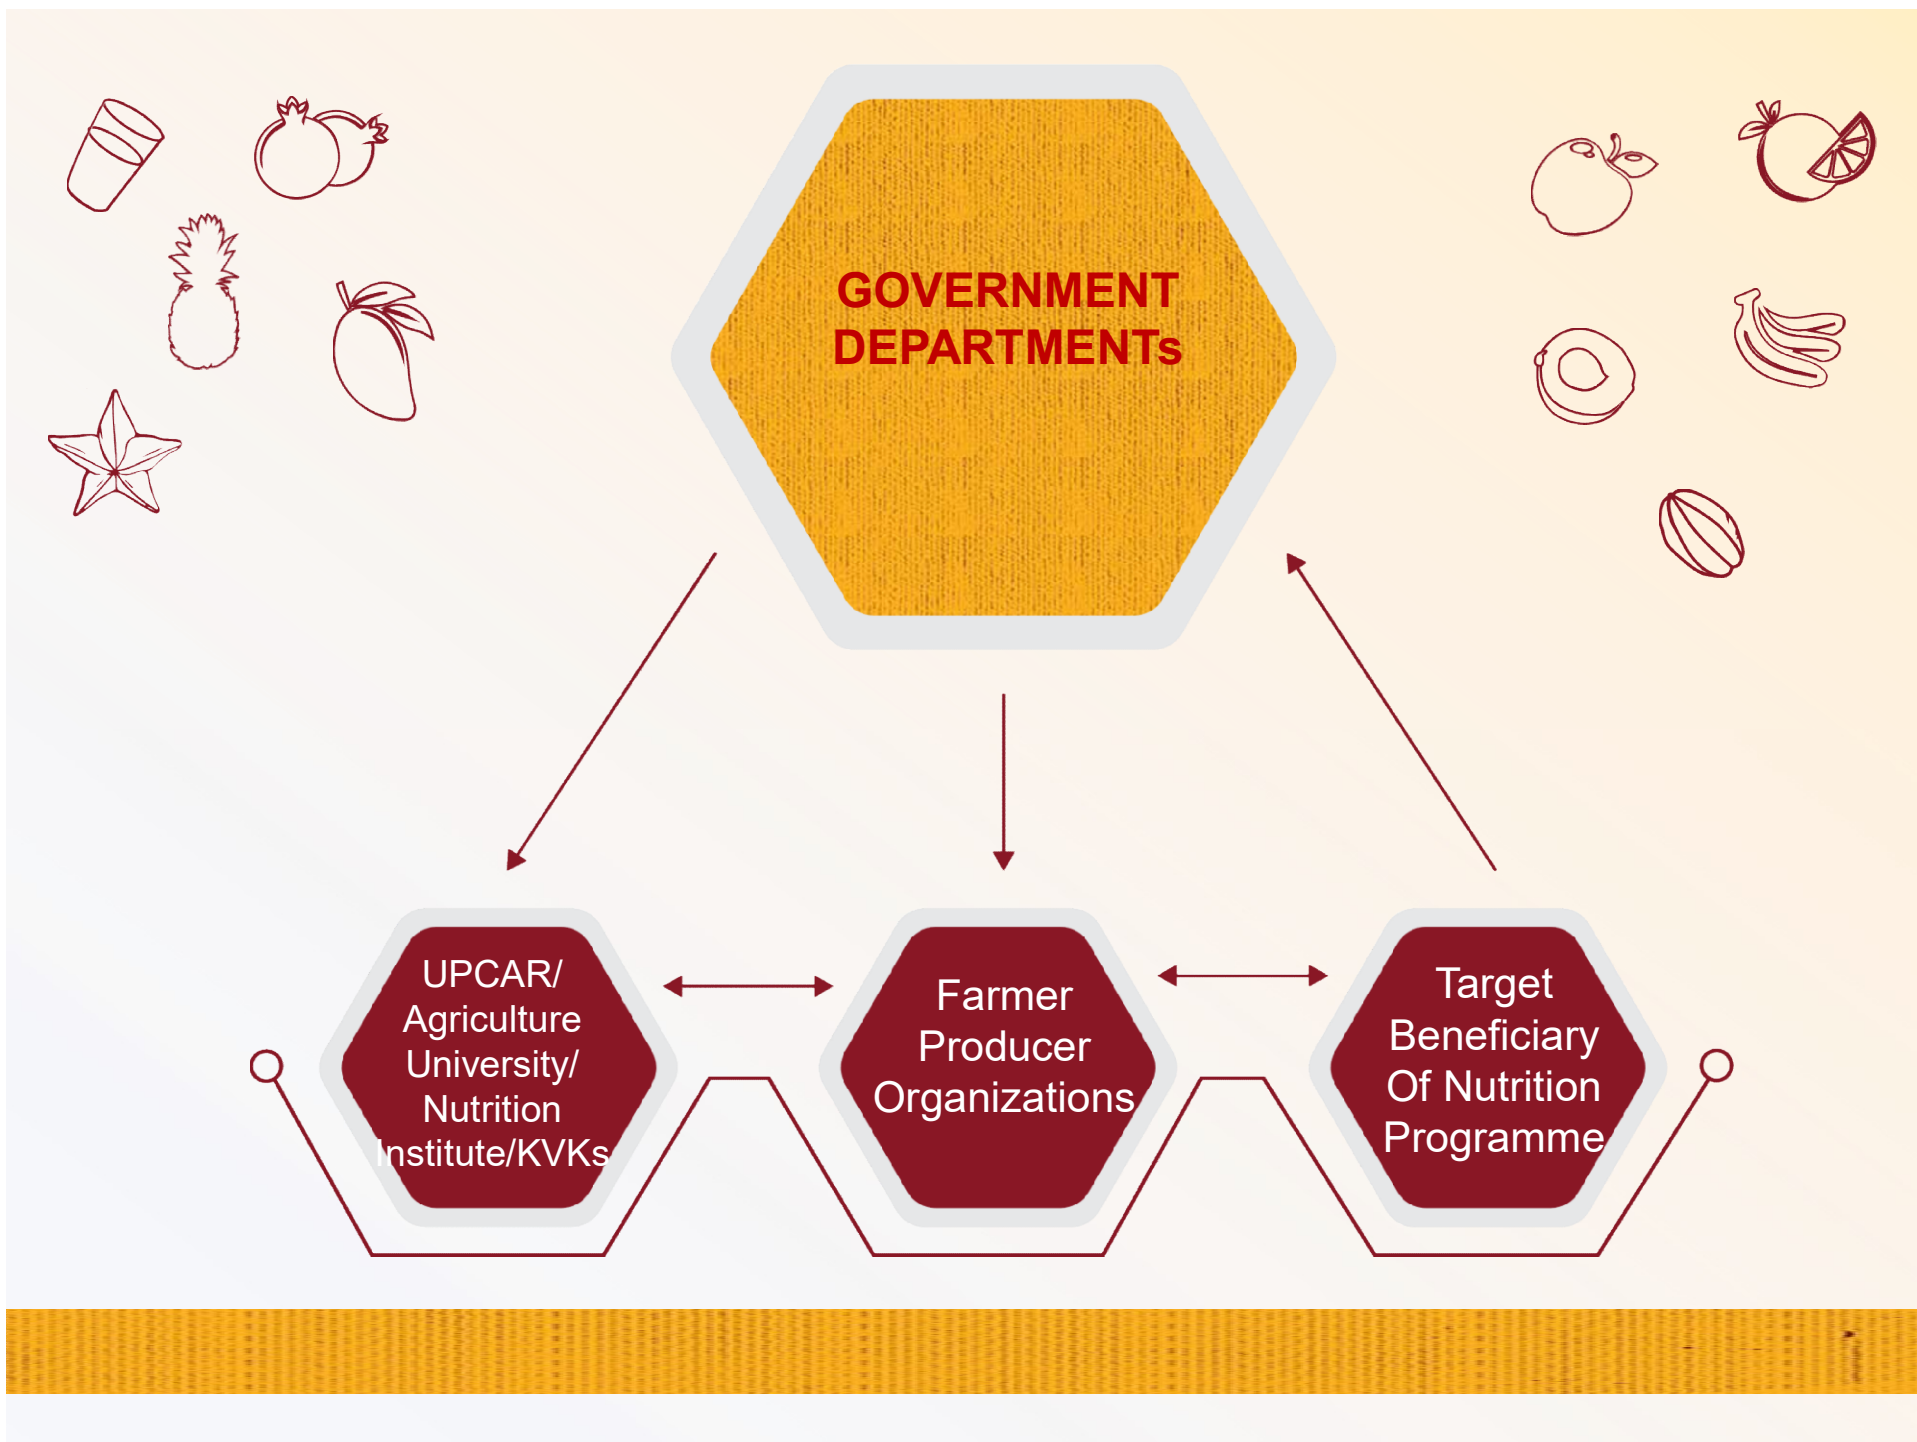 GOVERNMENT
DEPARTMENTs
UPCAR/
Agriculture
University/
Nutrition
Institute/KVKs
Farmer
Producer
Organizations
Target
Beneficiary
Of Nutrition
Programme